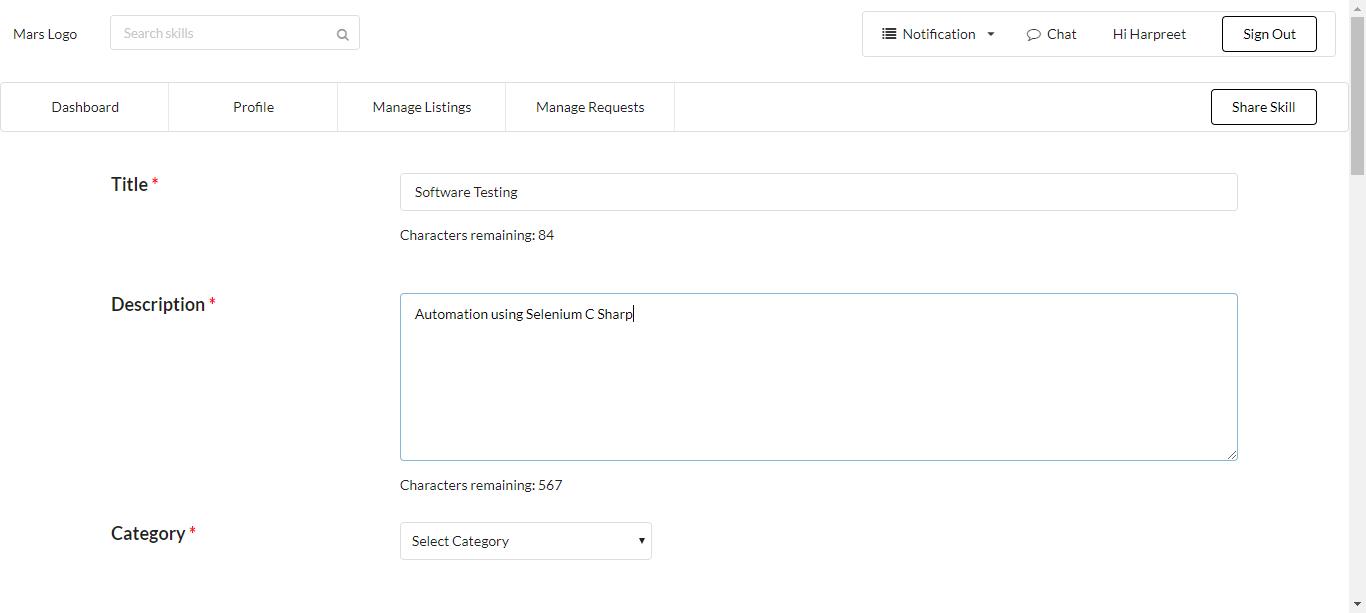 Mars Logo
Search skills
Notification
Chat
Hi Harpreet
Sign Out
Dashboard
Profile
Manage Listings
Manage Requests
Share Skill
Title *
Software Testing
Characters remaining: 84
Description *
Automation using Selenium C Sharp
Characters remaining: 567
Category *
Select Category